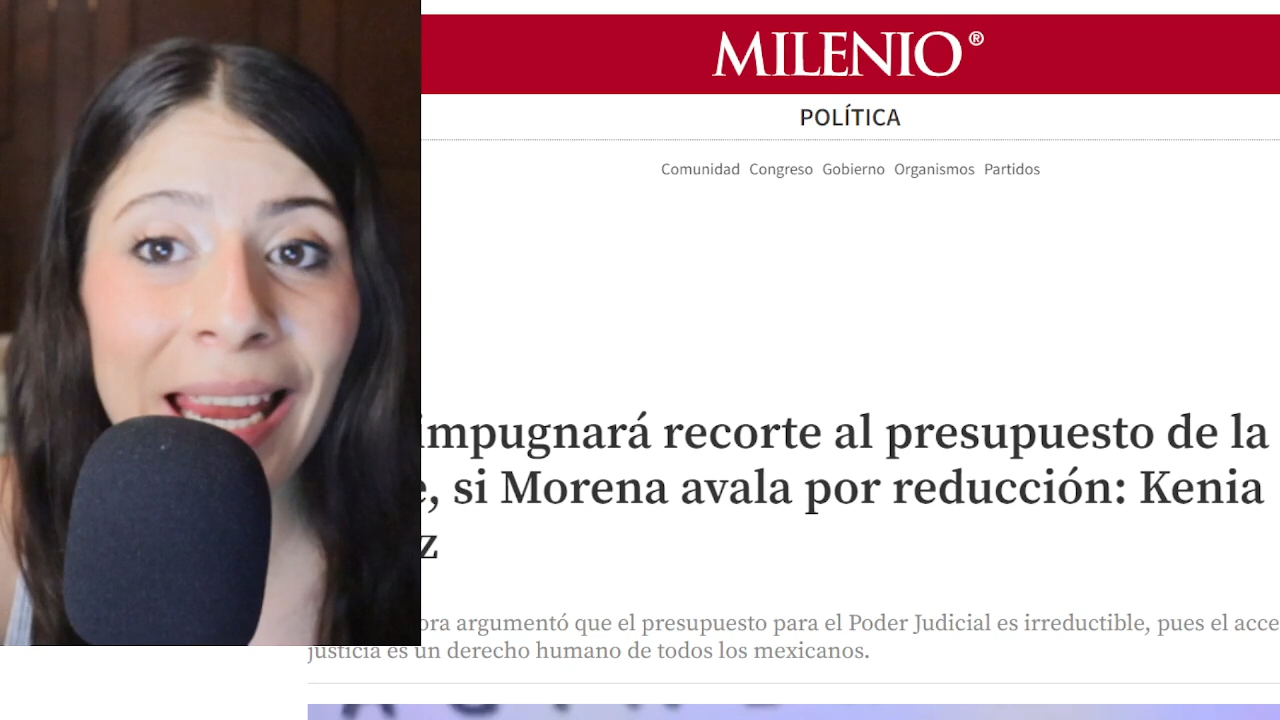 MILENIO®
POLÍTICA
Comunidad Congreso Gobierno Organismos Partidos
impugnará recorte al presupuesto de la
, si Morena avala por reducción: Kenia
argumentó que el presupuesto para el Poder Judicial es irreductible, pues el
justicia es un derecho humano de todos los mexicanos.